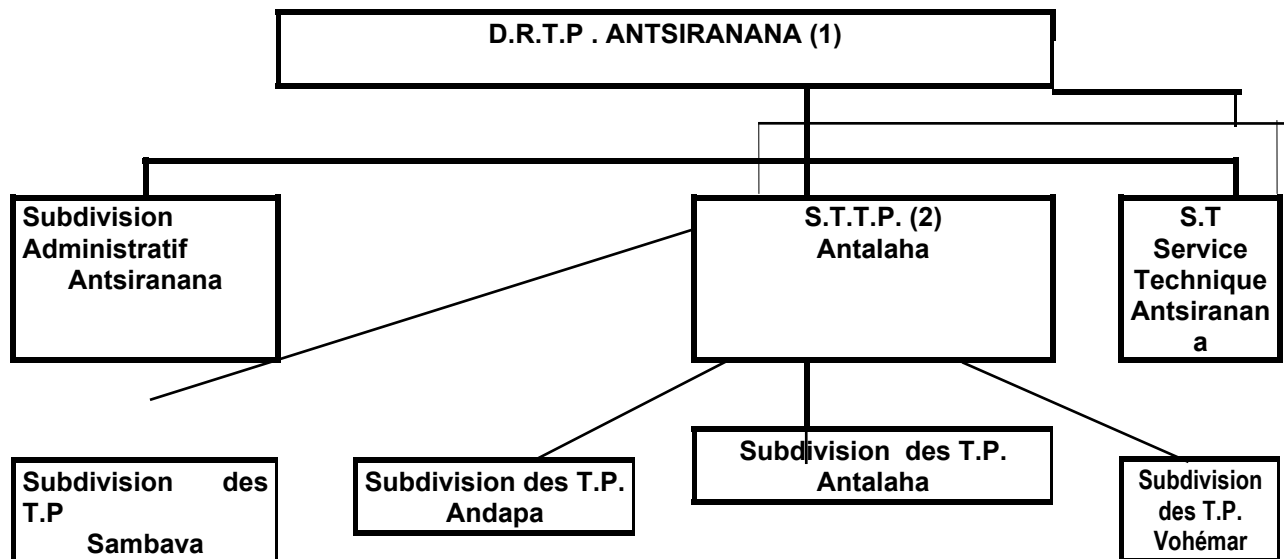 D.R.T.P . ANTSIRANANA (1)
Subdivision
Administratif
Antsiranana
S.T.T.P. (2)
Antalaha
S.T
Service
Technique
Antsiranan
a
Subdivision des
T.P
Sambava
Subdivision des T.P.
Andapa
Subdivision des T.P.
Antalaha
Subdivision
des T.P.
Vohémar